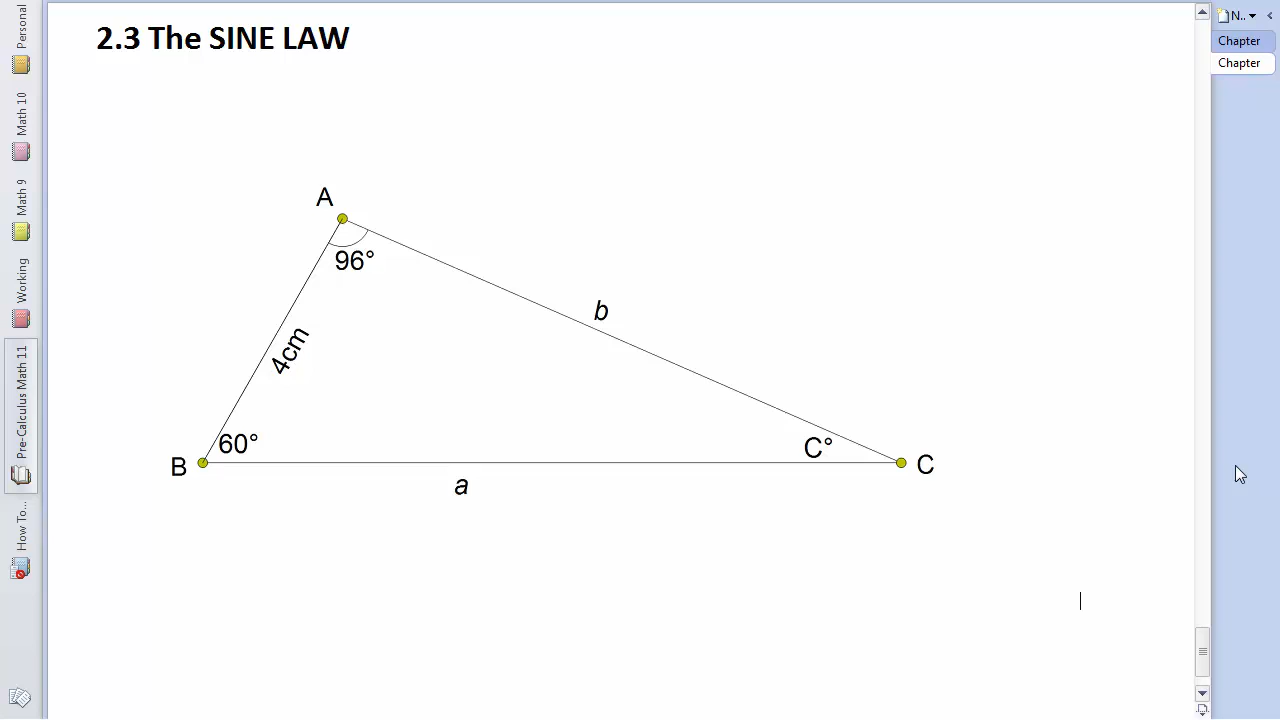 2.3 The SINE LAW
A
96°
b
4cm
60°
C°
B
C
a
Personal
Math 10
Math 9
Working
Pre-Calculus Math 11
How To...
N..
Chapter
Chapter